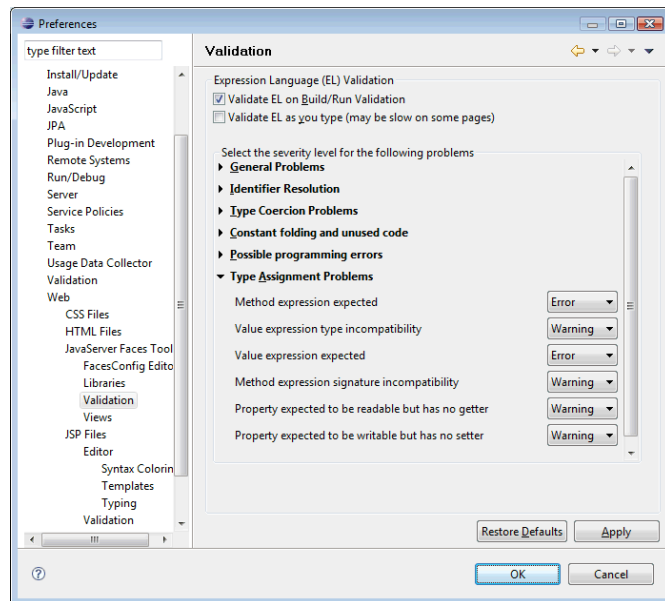 Preferences
type filter text
Install/Update
Java
JavaScript
JPA
Plug-in Development
Remote Systems
Run/Debug
Server
Service Policies
Tasks
Team
Usage Data Collector
Validation
Web
CSS Files
HTML Files
JavaServer Faces Tool
FacesConfig Edito
Libraries
Validation
Views
JSP Files
Editor
Syntax Colorin
Templates
Typing
Validation
Validation
Expression Language (EL) Validation
Validate EL on Build/Run Validation
Validate EL as you type (may be slow on some pages)
Select the severity level for the following problems
General Problems
Identifier Resolution
Type Coercion Problems
Constant folding and unused code
Possible programming errors
Type Assignment Problems
Method expression expected Error
Value expression type incompatibility Warning
Value expression expected Error
Method expression signature incompatibility Warning
Property expected to be readable but has no getter Warning
Property expected to be writable but has no setter Warning
Restore Defaults Apply
OK Cancel